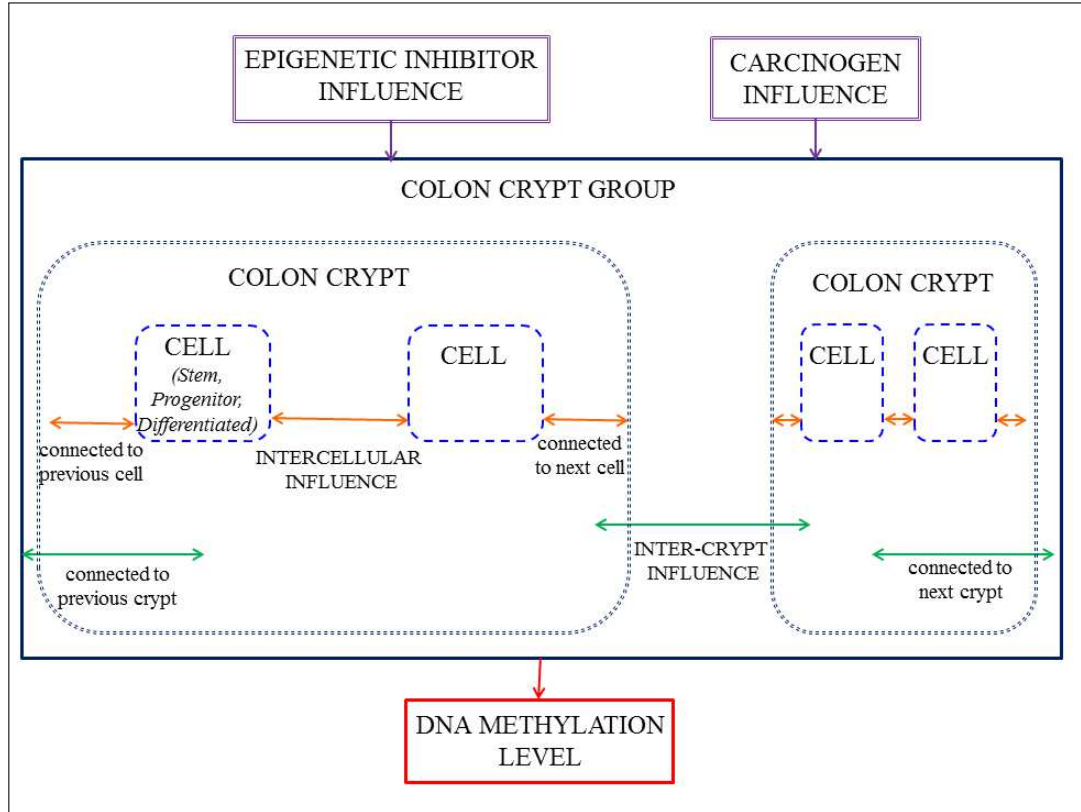 EPIGENETIC INHIBITOR
INFLUENCE
CARCINOGEN
INFLUENCE
COLON CRYPT GROUP
COLON CRYPT
CELL
(Stem,
Progenitor,
Differentiated)
CELL
connected to
previous cell
INTERCELLULAR
INFLUENCE
connected
to next cell
connected to
previous crypt
INTER-CRYPT
INFLUENCE
COLON CRYPT
CELL
CELL
connected to
next crypt
DNA METHYLATION
LEVEL